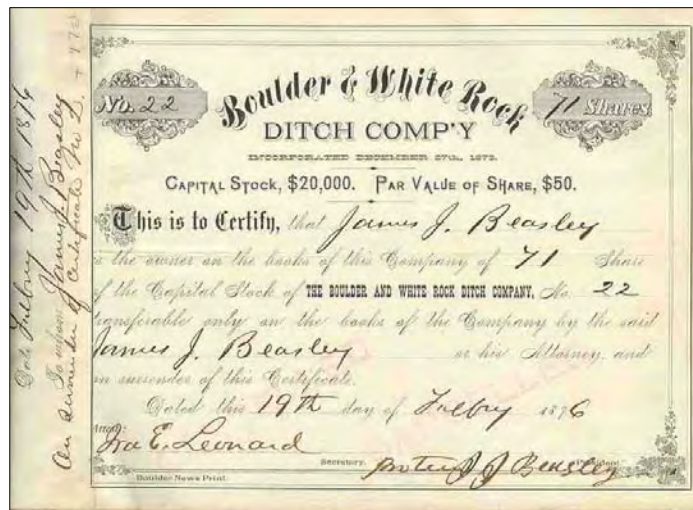 No. 22
Boulder & White Rock
71 Shares
DITCH COMP'Y
INCORPORATED DECEMBER 27TH, 1873.
CAPITAL STOCK, $20,000. PAR VALUE OF SHARE, $50.
This is to Certify, that James J. Beasley
is the owner on the books of this Company of 71 Share
of the Capital Stock of THE BOULDER AND WHITE ROCK DITCH COMPANY, No. 22
transferable only on the books of the Company by the said
James J. Beasley or his Attorney, and
on surrender of this Certificate.
Dated this 19th day of Febry 1876
Attest:
Ira E. Leonard
Secretary.
J J Beasley
President.
Boulder News Print.
Date Febry 19th 1876
To whom James J. Beasley
On surrender of Certificate No